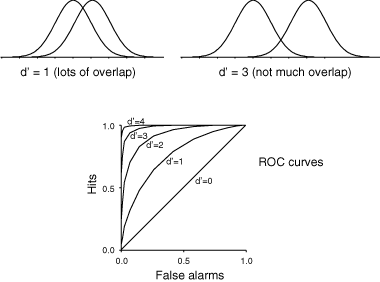 d' = 1 (lots of overlap)
d' = 3 (not much overlap)
d'=4
1.0
d'=3
d'=2
d'=1
ROC curves
d'=0
Hits
0.5
0.0
0.0
0.5
1.0
False alarms